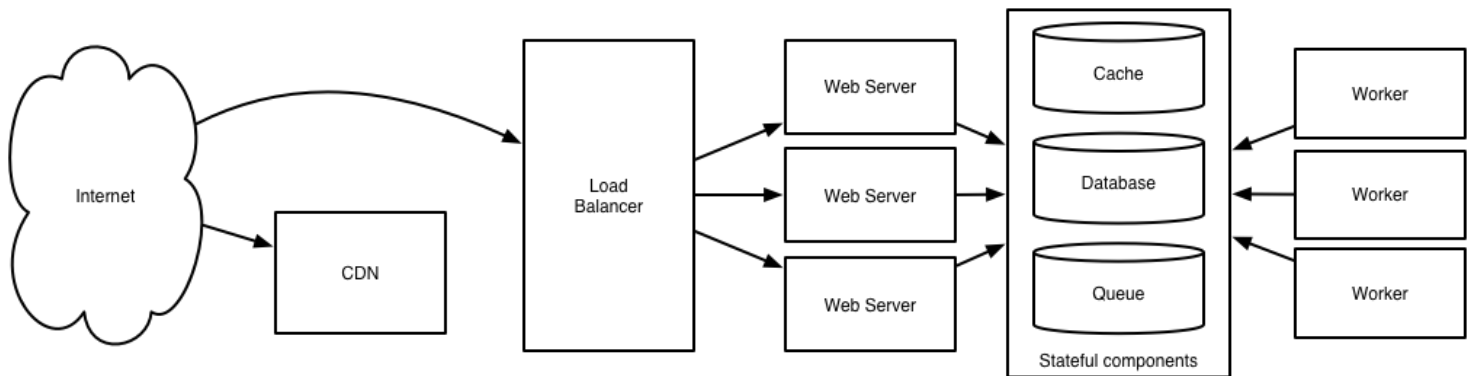 Internet
CDN
Load
Balancer
Web Server
Web Server
Web Server
Cache
Database
Queue
Stateful components
Worker
Worker
Worker